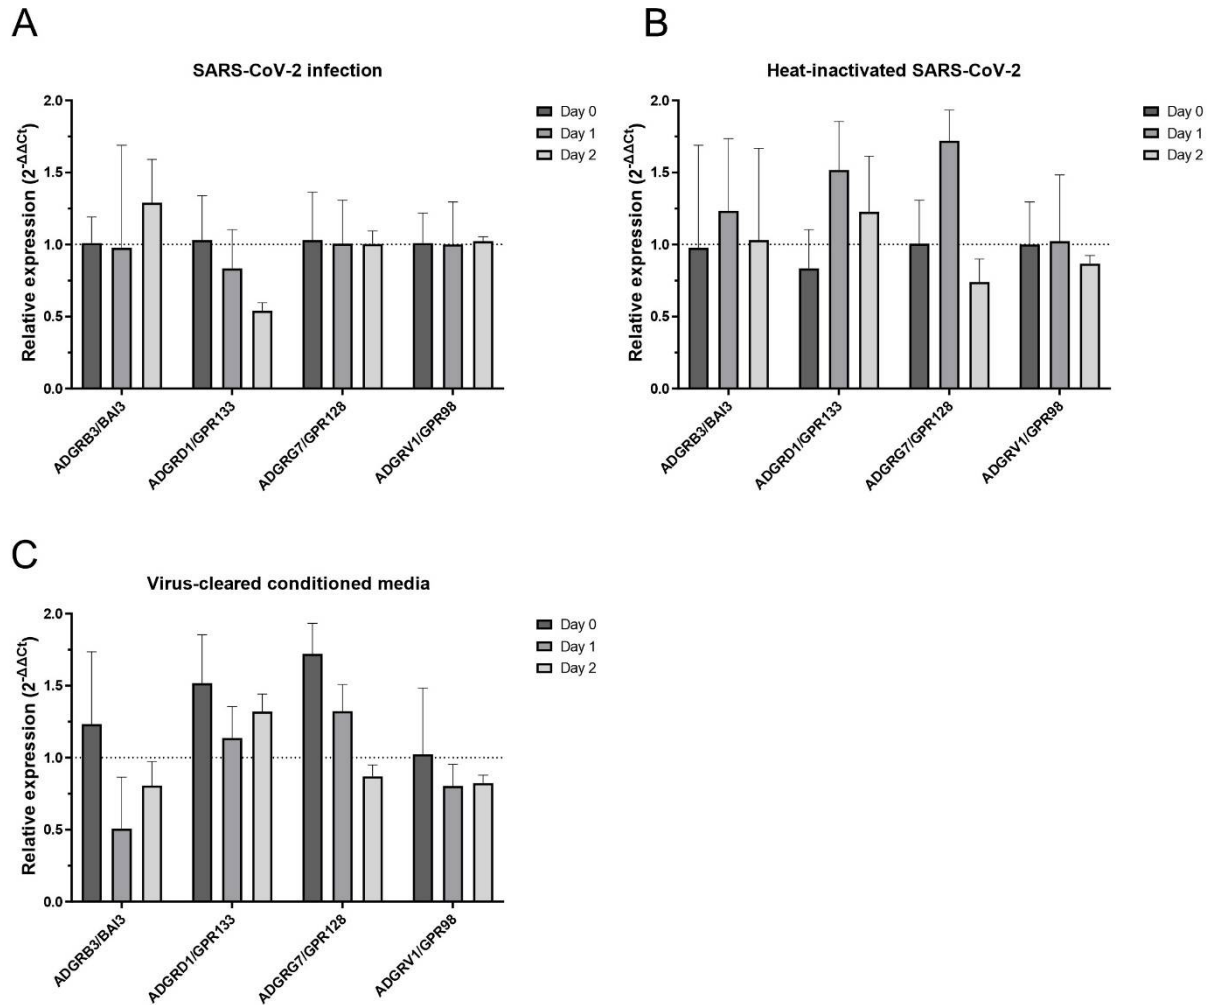 A
SARS-CoV-2 infection
Relative expression (2^-ΔΔCt)
2.0
1.5
1.0
0.5
0.0
ADGRB3/BAI3
ADGRD1/GPR133
ADGRG7/GPR128
ADGRV1/GPR98
Day 0
Day 1
Day 2
B
Heat-inactivated SARS-CoV-2
Relative expression (2^-ΔΔCt)
2.0
1.5
1.0
0.5
0.0
ADGRB3/BAI3
ADGRD1/GPR133
ADGRG7/GPR128
ADGRV1/GPR98
Day 0
Day 1
Day 2
C
Virus-cleared conditioned media
Relative expression (2^-ΔΔCt)
2.0
1.5
1.0
0.5
0.0
ADGRB3/BAI3
ADGRD1/GPR133
ADGRG7/GPR128
ADGRV1/GPR98
Day 0
Day 1
Day 2